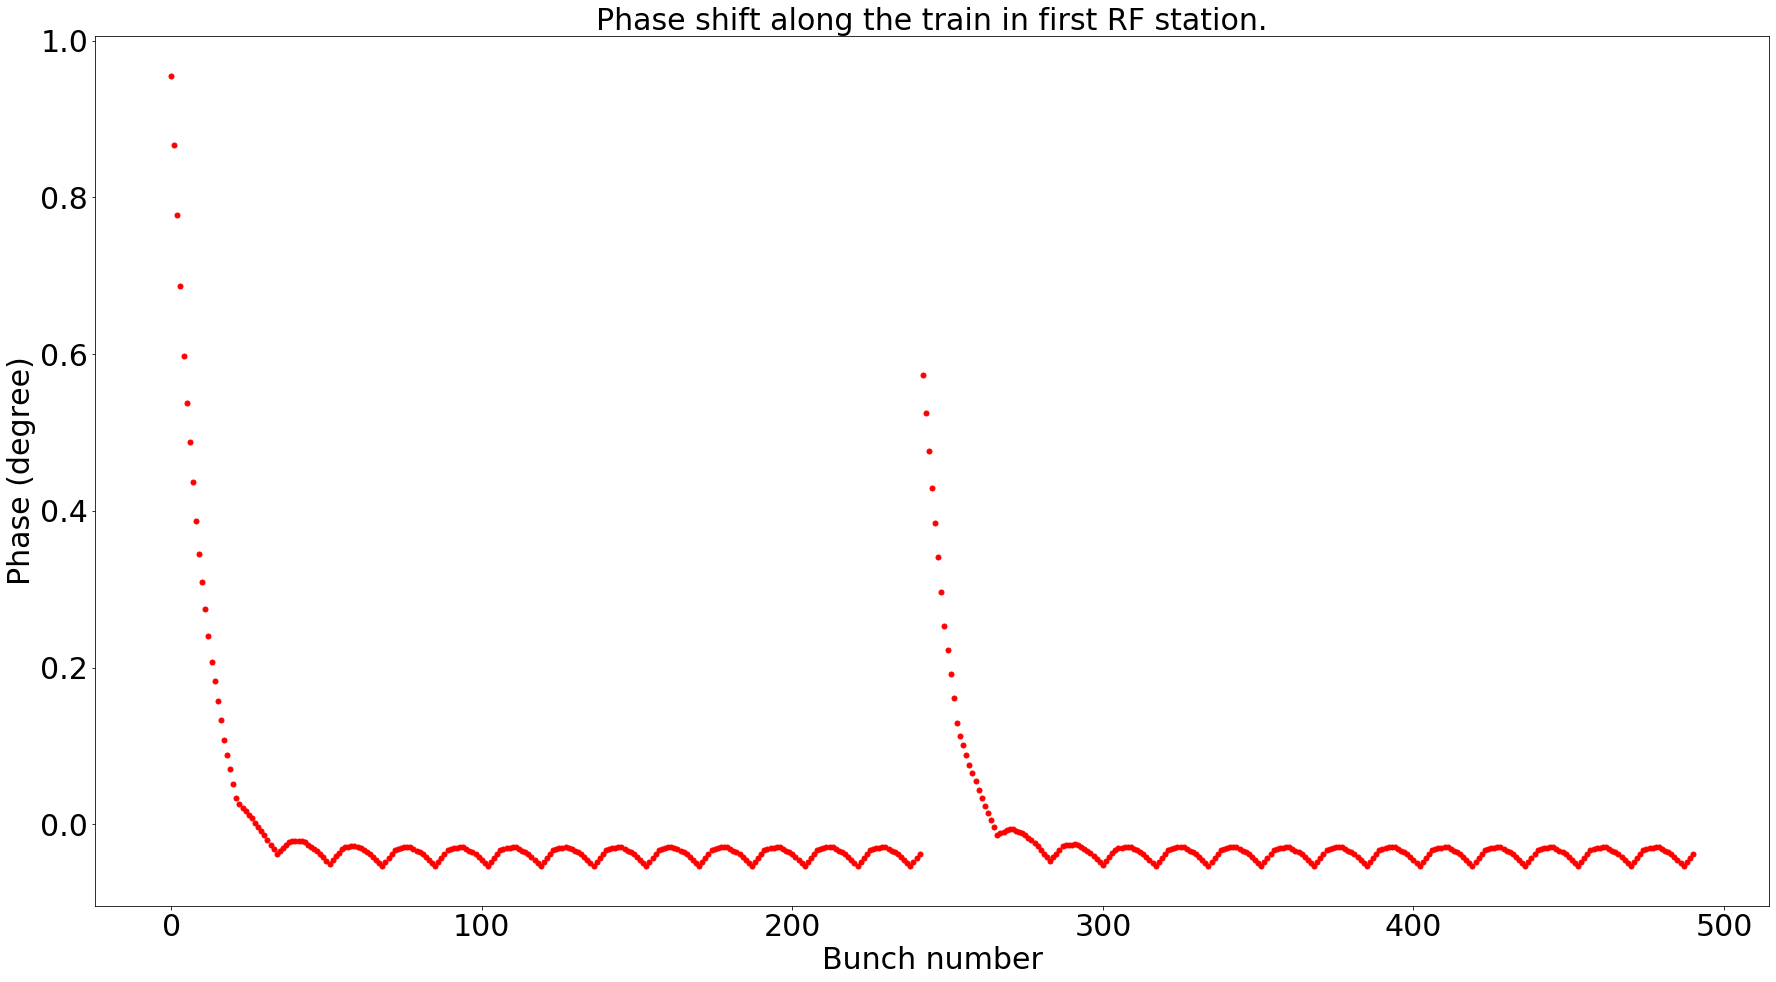 Phase shift along the train in first RF station.
1.0
0.8
0.6
0.4
0.2
0.0
Phase (degree)
0 100 200 300 400 500
Bunch number